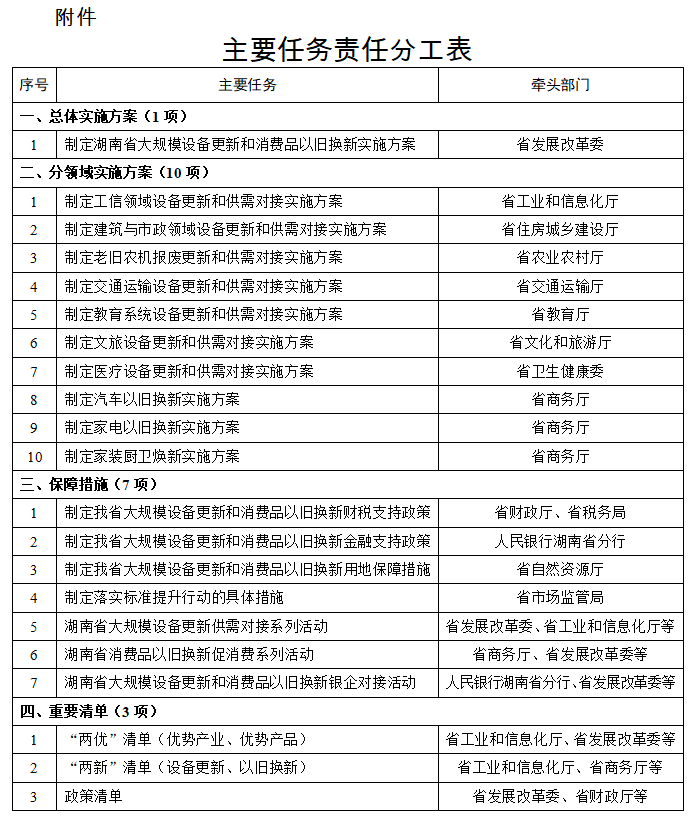 附件
主要任务责任分工表
序号 主要任务 牵头部门
一、总体实施方案（1 项）
1 制定湖南省大规模设备更新和消费品以旧换新实施方案 省发展改革委
二、分领域实施方案（10 项）
1 制定工信领域设备更新和供需对接实施方案 省工业和信息化厅
2 制定建筑与市政领域设备更新和供需对接实施方案 省住房城乡建设厅
3 制定老旧农机报废更新和供需对接实施方案 省农业农村厅
4 制定交通运输设备更新和供需对接实施方案 省交通运输厅
5 制定教育系统设备更新和供需对接实施方案 省教育厅
6 制定文旅设备更新和供需对接实施方案 省文化和旅游厅
7 制定医疗设备更新和供需对接实施方案 省卫生健康委
8 制定汽车以旧换新实施方案 省商务厅
9 制定家电以旧换新实施方案 省商务厅
10 制定家装厨卫焕新实施方案 省商务厅
三、保障措施（7 项）
1 制定我省大规模设备更新和消费品以旧换新财税支持政策 省财政厅、省税务局
2 制定我省大规模设备更新和消费品以旧换新金融支持政策 人民银行湖南省分行
3 制定我省大规模设备更新和消费品以旧换新用地保障措施 省自然资源厅
4 制定落实标准提升行动的具体措施 省市场监管局
5 湖南省大规模设备更新供需对接系列活动 省发展改革委、省工业和信息化厅等
6 湖南省消费品以旧换新促消费系列活动 省商务厅、省发展改革委等
7 湖南省大规模设备更新和消费品以旧换新银企对接活动 人民银行湖南省分行、省发展改革委等
四、重要清单（3 项）
1 “两优”清单（优势产业、优势产品） 省工业和信息化厅、省发展改革委等
2 “两新”清单（设备更新、以旧换新） 省工业和信息化厅、省商务厅等
3 政策清单 省发展改革委、省财政厅等